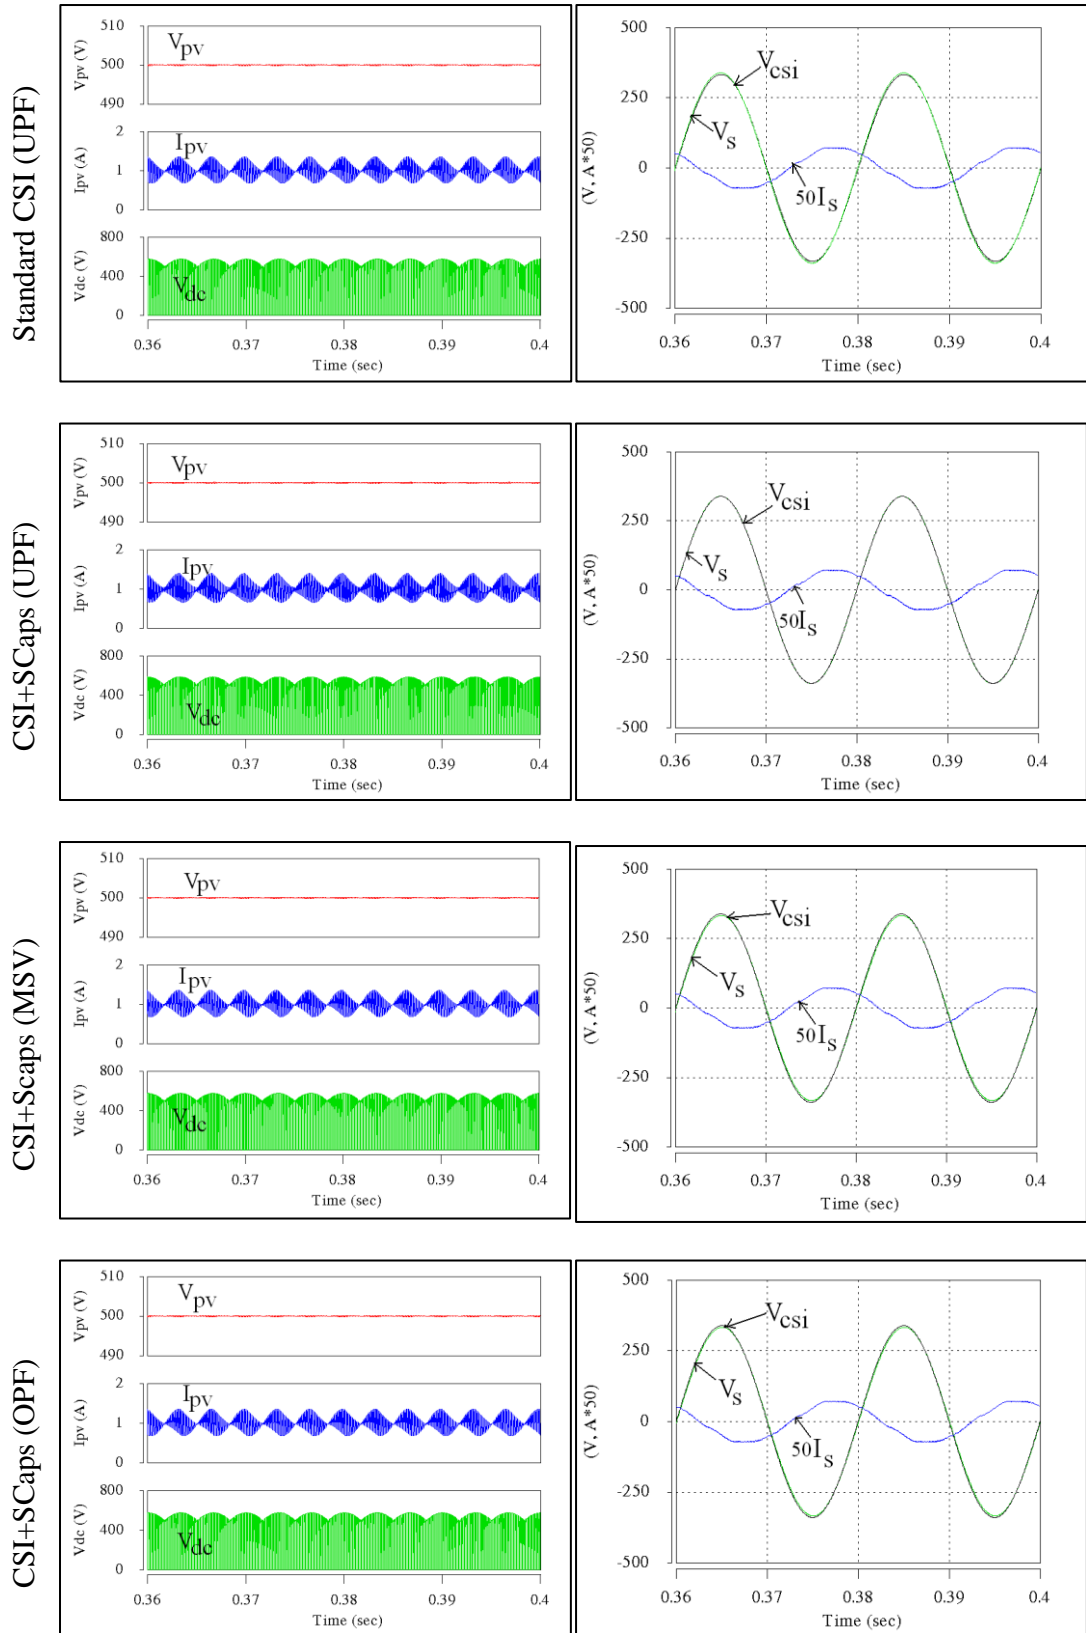 Standard CSI (UPF)
510
500
490
Vpv (V)
Vpv
2
1
0
Ipv (A)
Ipv
800
400
0
Vdc (V)
Vdc
0.36 0.37 0.38 0.39 0.4
Time (sec)
500
250
0
-250
-500
(V, A*50)
Vcsi
Vs
50Is
0.36 0.37 0.38 0.39 0.4
Time (sec)
CSI+SCaps (UPF)
510
500
490
Vpv (V)
Vpv
2
1
0
Ipv (A)
Ipv
800
400
0
Vdc (V)
Vdc
0.36 0.37 0.38 0.39 0.4
Time (sec)
500
250
0
-250
-500
(V, A*50)
Vcsi
Vs
50Is
0.36 0.37 0.38 0.39 0.4
Time (sec)
CSI+Scaps (MSV)
510
500
490
Vpv (V)
Vpv
2
1
0
Ipv (A)
Ipv
800
400
0
Vdc (V)
Vdc
0.36 0.37 0.38 0.39 0.4
Time (sec)
500
250
0
-250
-500
(V, A*50)
Vcsi
Vs
50Is
0.36 0.37 0.38 0.39 0.4
Time (sec)
CSI+SCaps (OPF)
510
500
490
Vpv (V)
Vpv
2
1
0
Ipv (A)
Ipv
800
400
0
Vdc (V)
Vdc
0.36 0.37 0.38 0.39 0.4
Time (sec)
500
250
0
-250
-500
(V, A*50)
Vcsi
Vs
50Is
0.36 0.37 0.38 0.39 0.4
Time (sec)